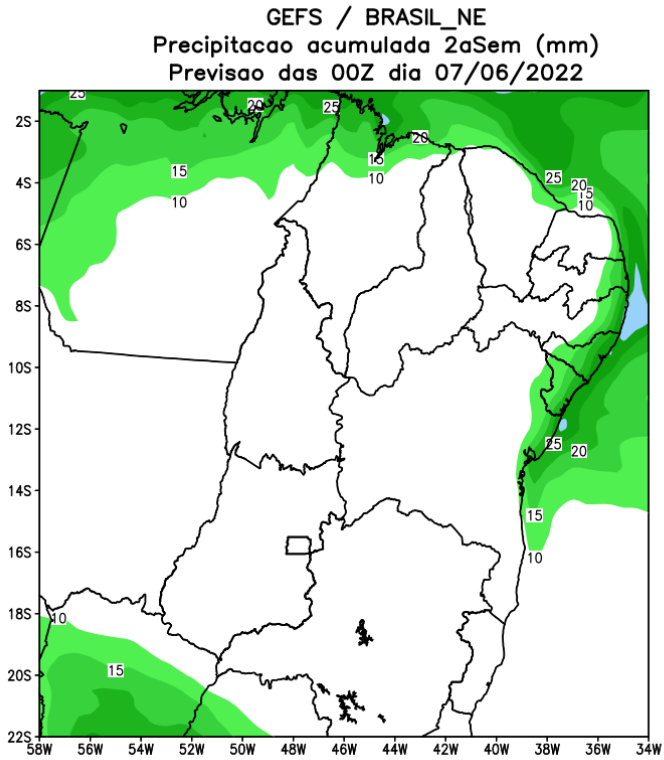 GEFS / BRASIL_NE
Precipitacao acumulada 2aSem (mm)
Previsao das 00Z dia 07/06/2022
25
20
25
2S
20
15
15
25
20
15
4S
10
10
10
6S
8S
10S
12S
25
20
14S
15
16S
10
18S
10
15
20S
22S
58W 56W 54W 52W 50W 48W 46W 44W 42W 40W 38W 36W 34W